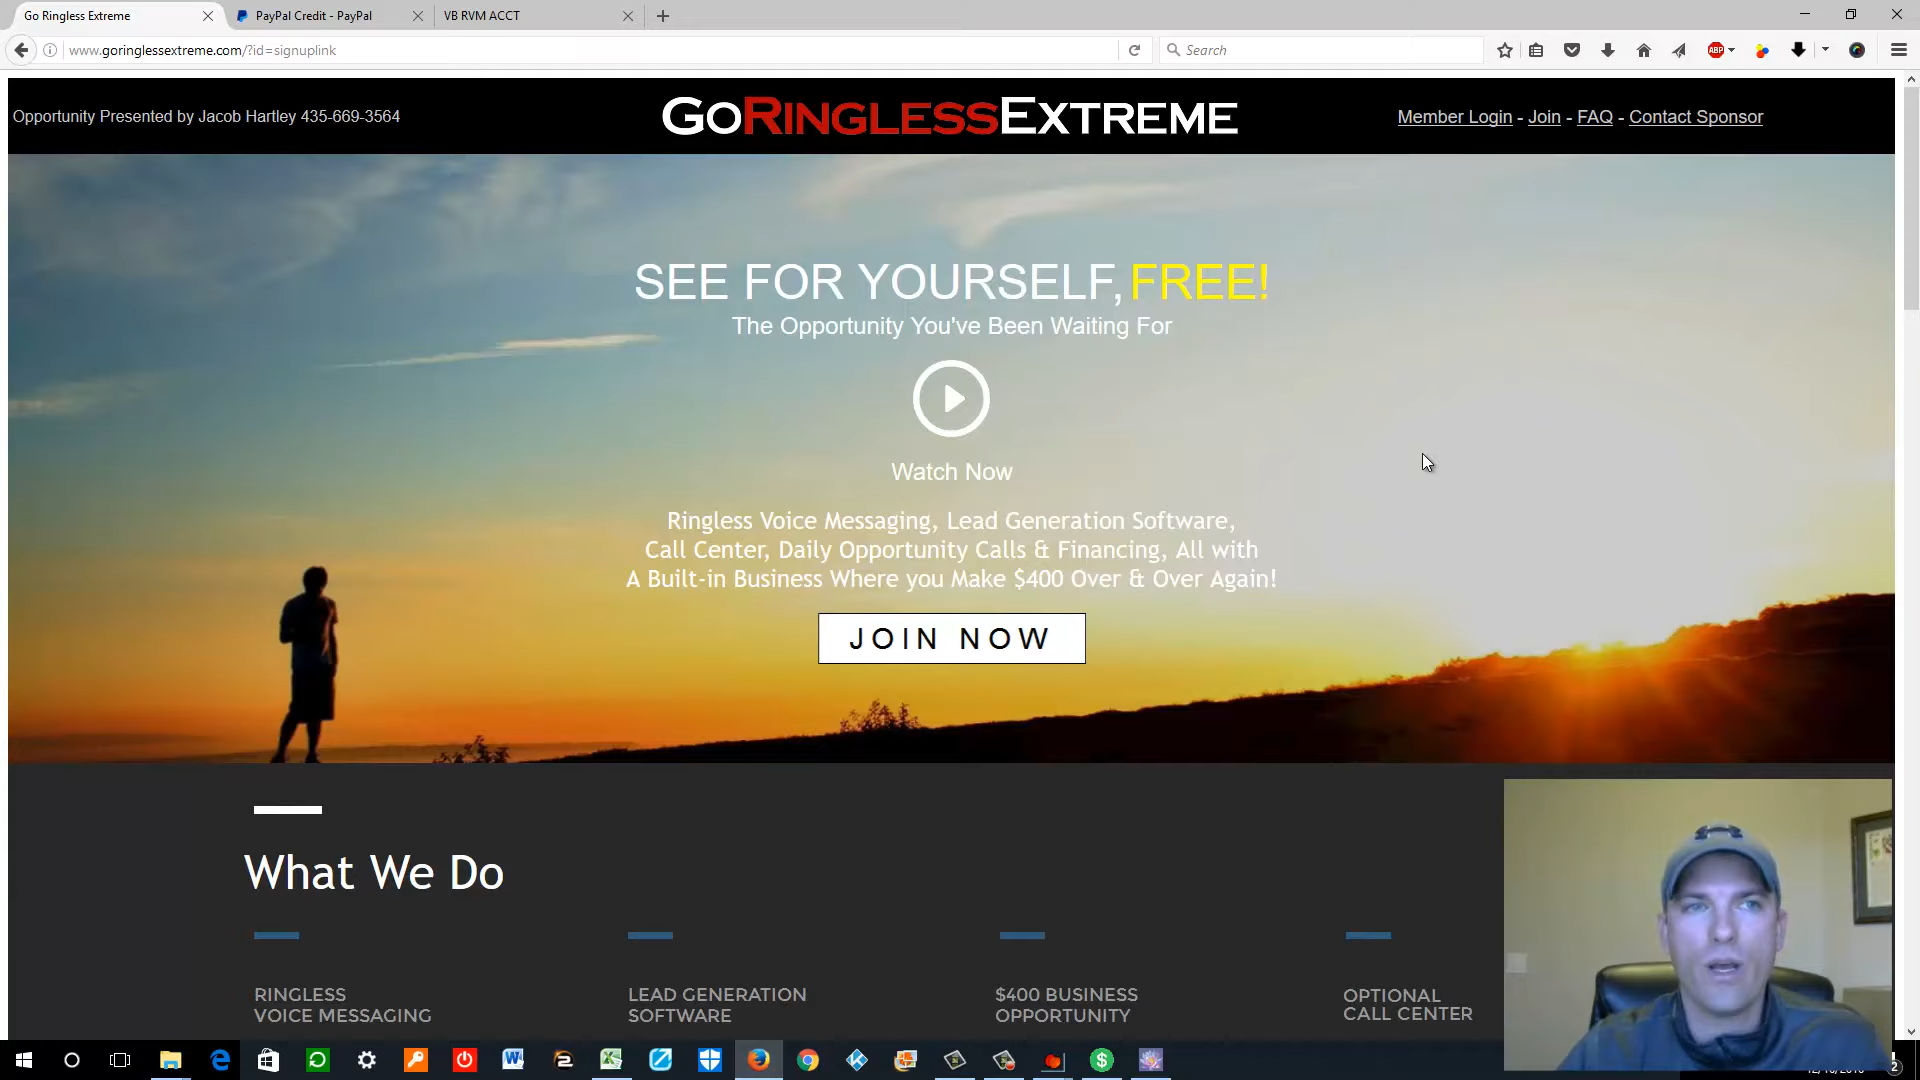 Go Ringless Extreme
PayPal Credit - PayPal
VB RVM ACCT
www.goringlessextreme.com/?id=signuplink
Search
ABP
Opportunity Presented by Jacob Hartley 435-669-3564
GORINGLESSEXTREME
Member Login - Join - FAQ - Contact Sponsor
SEE FOR YOURSELF, FREE!
The Opportunity You've Been Waiting For
Watch Now
Ringless Voice Messaging, Lead Generation Software,
Call Center, Daily Opportunity Calls & Financing, All with
A Built-in Business Where you Make $400 Over & Over Again!
JOIN NOW
What We Do
RINGLESS
VOICE MESSAGING
LEAD GENERATION
SOFTWARE
$400 BUSINESS
OPPORTUNITY
OPTIONAL
CALL CENTER